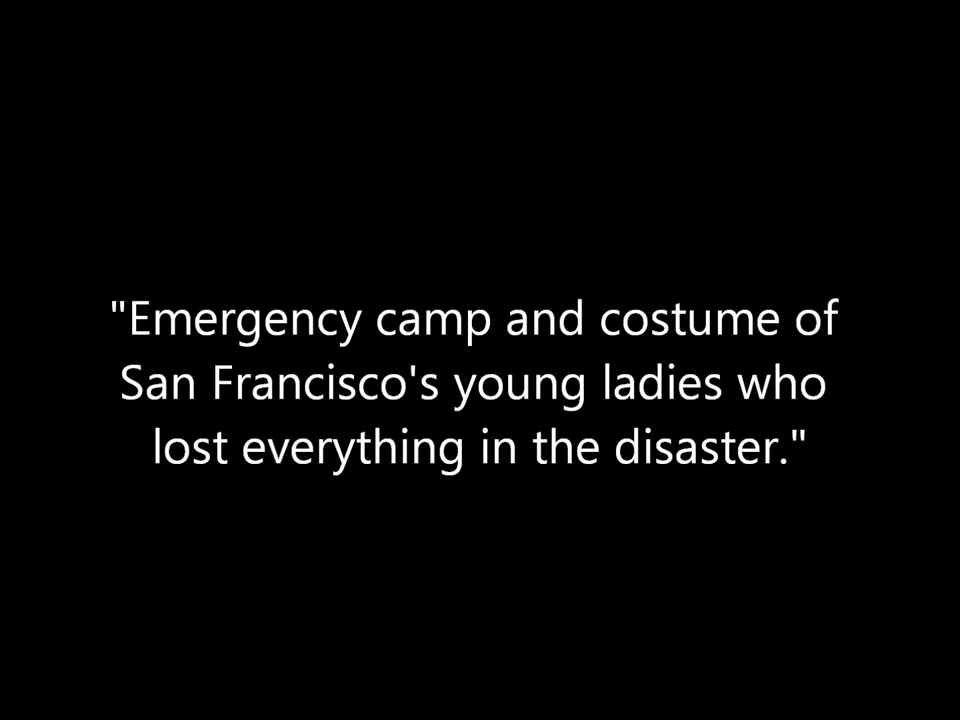 "Emergency camp and costume of
San Francisco's young ladies who
lost everything in the disaster."